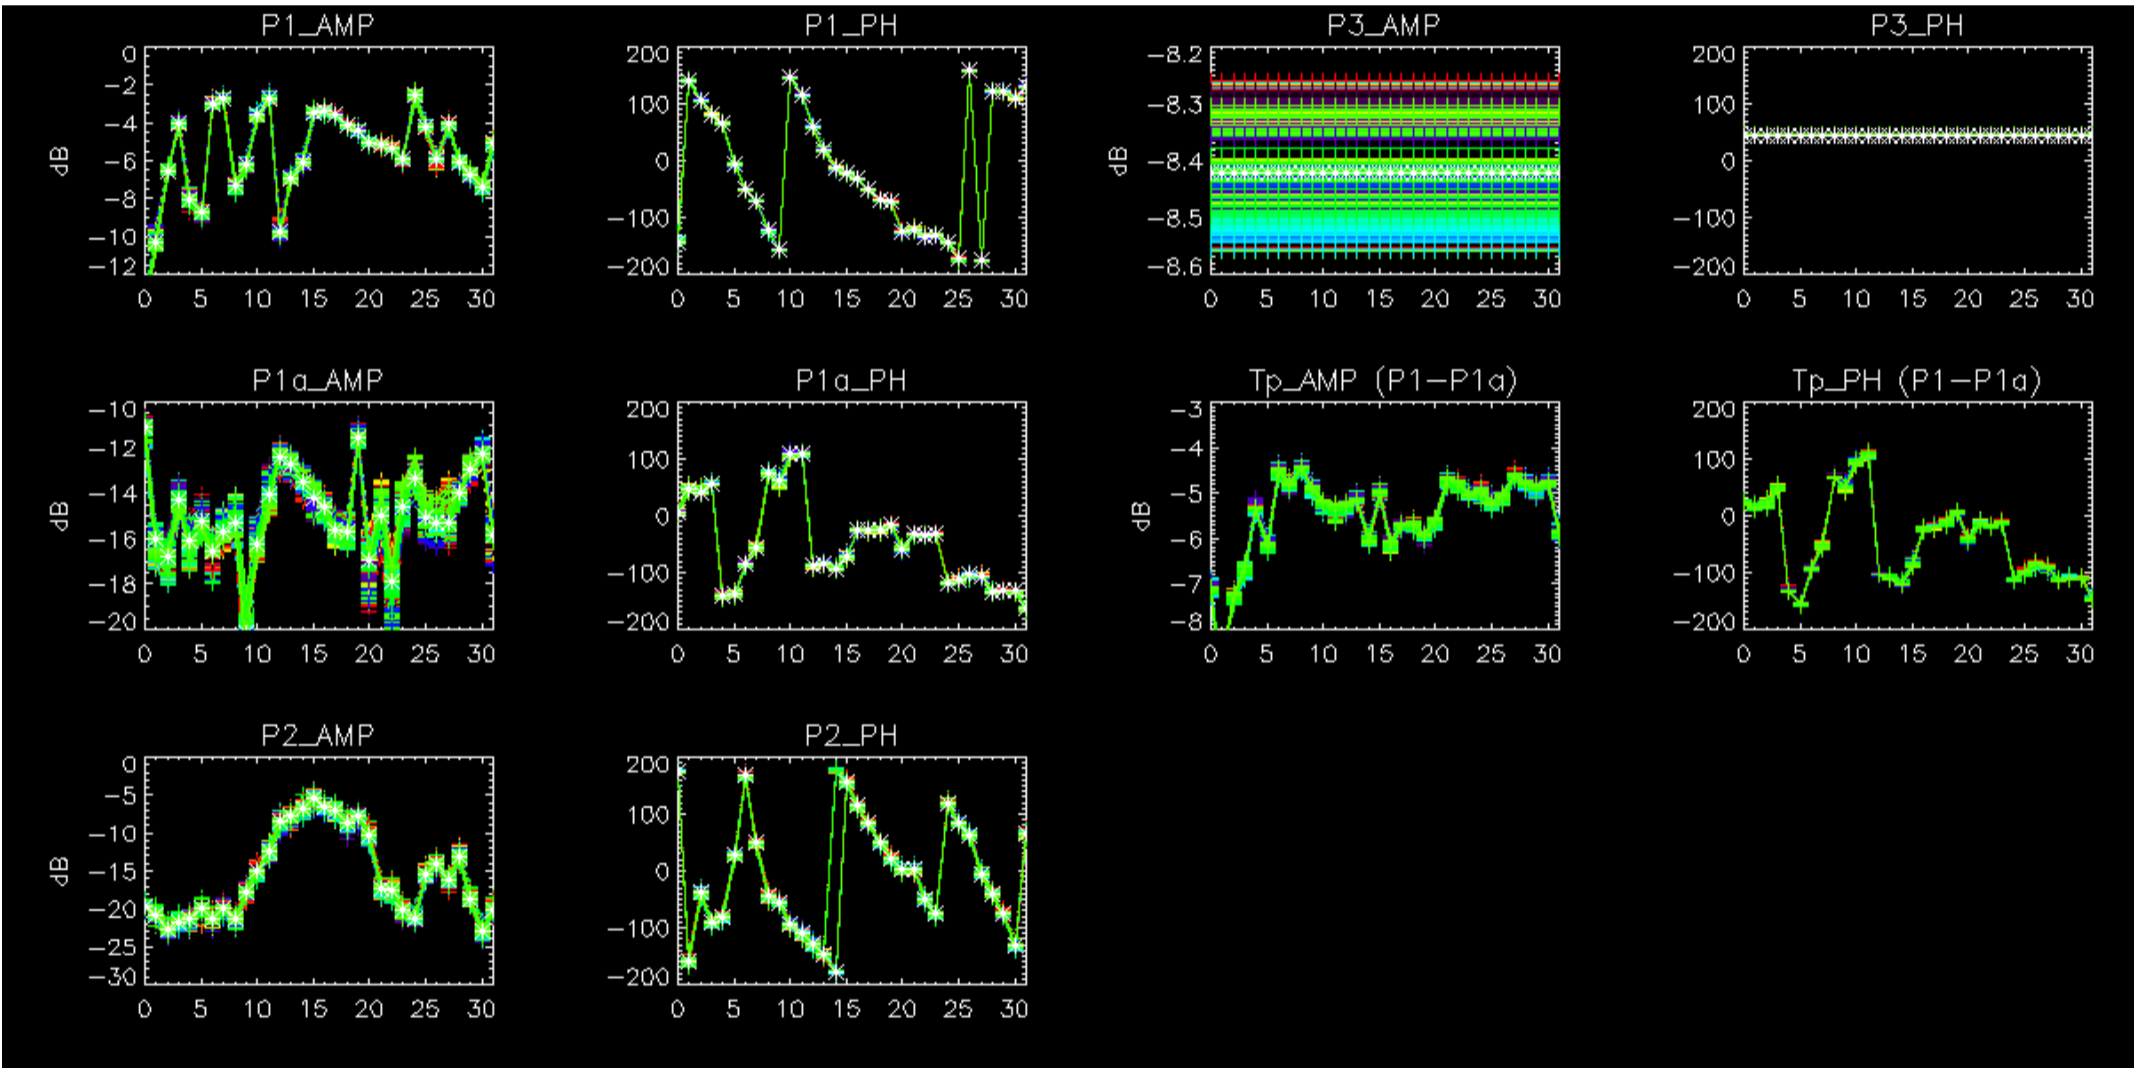 P1_AMP
P1_PH
P3_AMP
P3_PH
0
-2
-4
-6
-8
-10
-12
dB
0 5 10 15 20 25 30
200
100
0
-100
-200
0 5 10 15 20 25 30
-8.2
-8.3
-8.4
-8.5
-8.6
dB
0 5 10 15 20 25 30
200
100
0
-100
-200
0 5 10 15 20 25 30
P1a_AMP
P1a_PH
Tp_AMP (P1-P1a)
Tp_PH (P1-P1a)
-10
-12
-14
-16
-18
-20
dB
0 5 10 15 20 25 30
200
100
0
-100
-200
0 5 10 15 20 25 30
-3
-4
-5
-6
-7
-8
dB
0 5 10 15 20 25 30
200
100
0
-100
-200
0 5 10 15 20 25 30
P2_AMP
P2_PH
0
-5
-10
-15
-20
-25
-30
dB
0 5 10 15 20 25 30
200
100
0
-100
-200
0 5 10 15 20 25 30